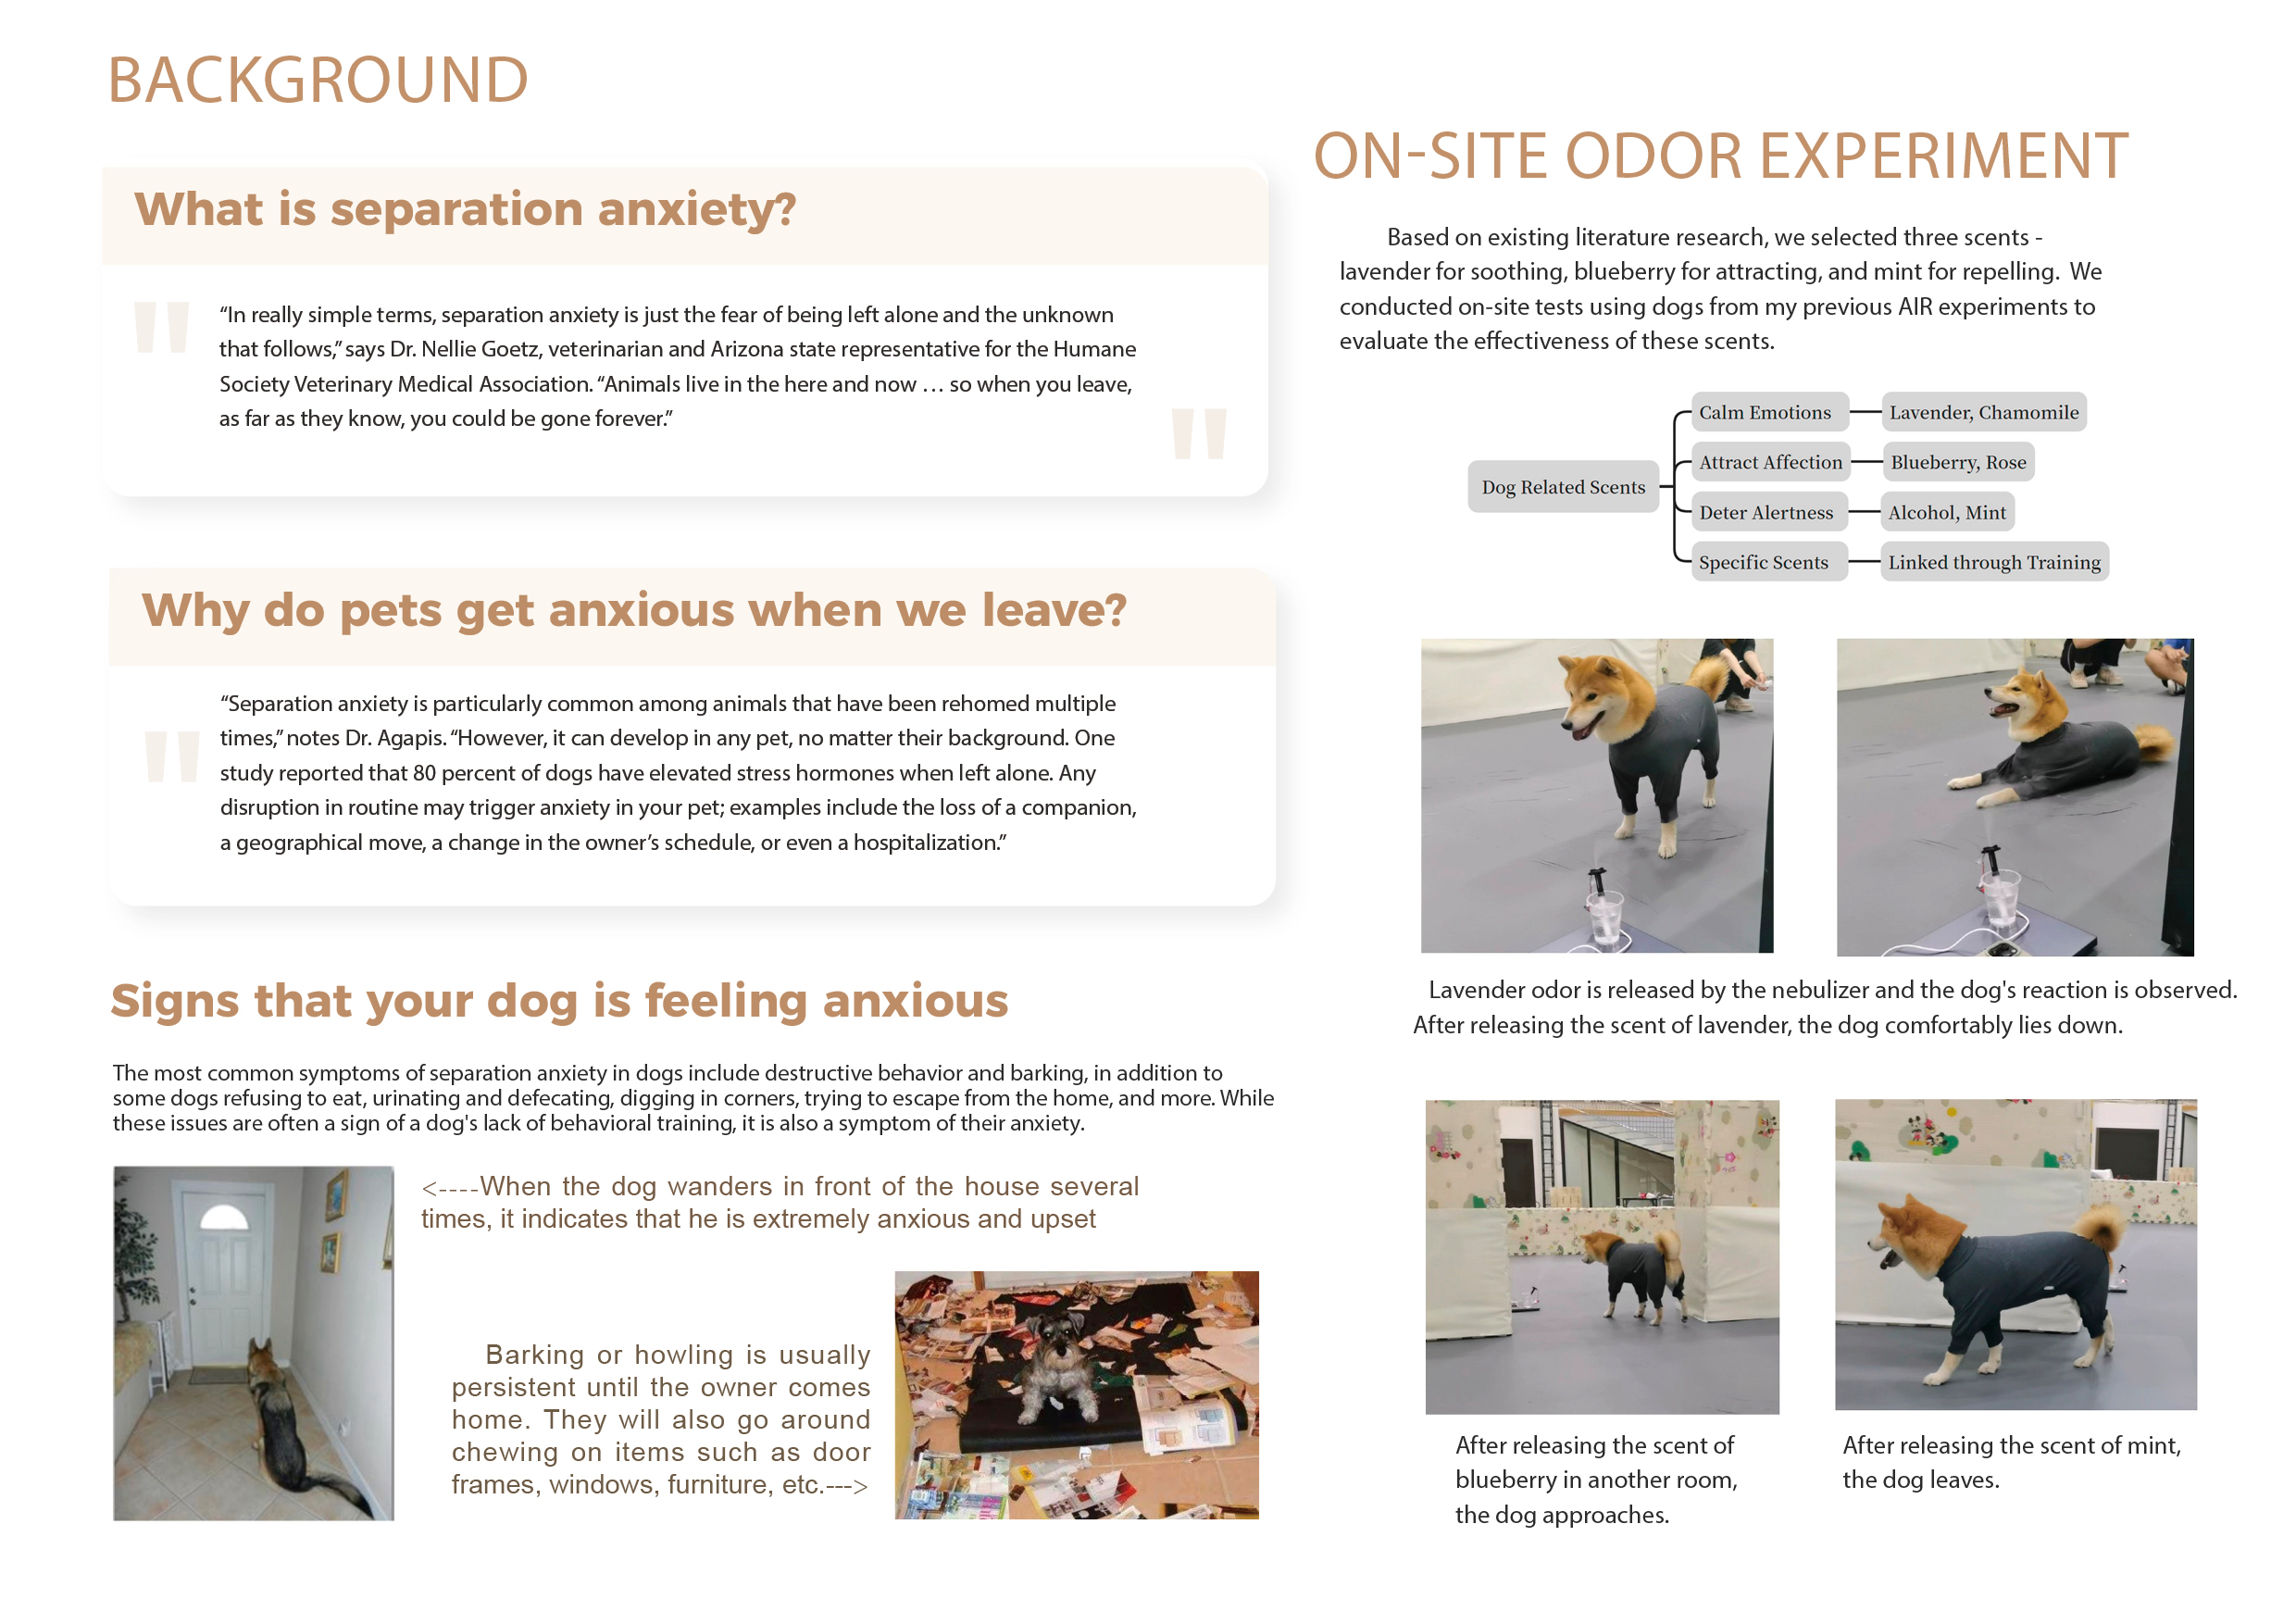 BACKGROUND
What is separation anxiety?
“In really simple terms, separation anxiety is just the fear of being left alone and the unknown
that follows,” says Dr. Nellie Goetz, veterinarian and Arizona state representative for the Humane
Society Veterinary Medical Association. “Animals live in the here and now … so when you leave,
as far as they know, you could be gone forever.”
Why do pets get anxious when we leave?
“Separation anxiety is particularly common among animals that have been rehomed multiple
times,” notes Dr. Agapis. “However, it can develop in any pet, no matter their background. One
study reported that 80 percent of dogs have elevated stress hormones when left alone. Any
disruption in routine may trigger anxiety in your pet; examples include the loss of a companion,
a geographical move, a change in the owner’s schedule, or even a hospitalization.”
Signs that your dog is feeling anxious
The most common symptoms of separation anxiety in dogs include destructive behavior and barking, in addition to
some dogs refusing to eat, urinating and defecating, digging in corners, trying to escape from the home, and more. While
these issues are often a sign of a dog's lack of behavioral training, it is also a symptom of their anxiety.
<----When the dog wanders in front of the house several
times, it indicates that he is extremely anxious and upset
Barking or howling is usually
persistent until the owner comes
home. They will also go around
chewing on items such as door
frames, windows, furniture, etc.--->
ON-SITE ODOR EXPERIMENT
Based on existing literature research, we selected three scents -
lavender for soothing, blueberry for attracting, and mint for repelling. We
conducted on-site tests using dogs from my previous AIR experiments to
evaluate the effectiveness of these scents.
Dog Related Scents
Calm Emotions
Lavender, Chamomile
Attract Affection
Blueberry, Rose
Deter Alertness
Alcohol, Mint
Specific Scents
Linked through Training
Lavender odor is released by the nebulizer and the dog's reaction is observed.
After releasing the scent of lavender, the dog comfortably lies down.
After releasing the scent of
blueberry in another room,
the dog approaches.
After releasing the scent of mint,
the dog leaves.